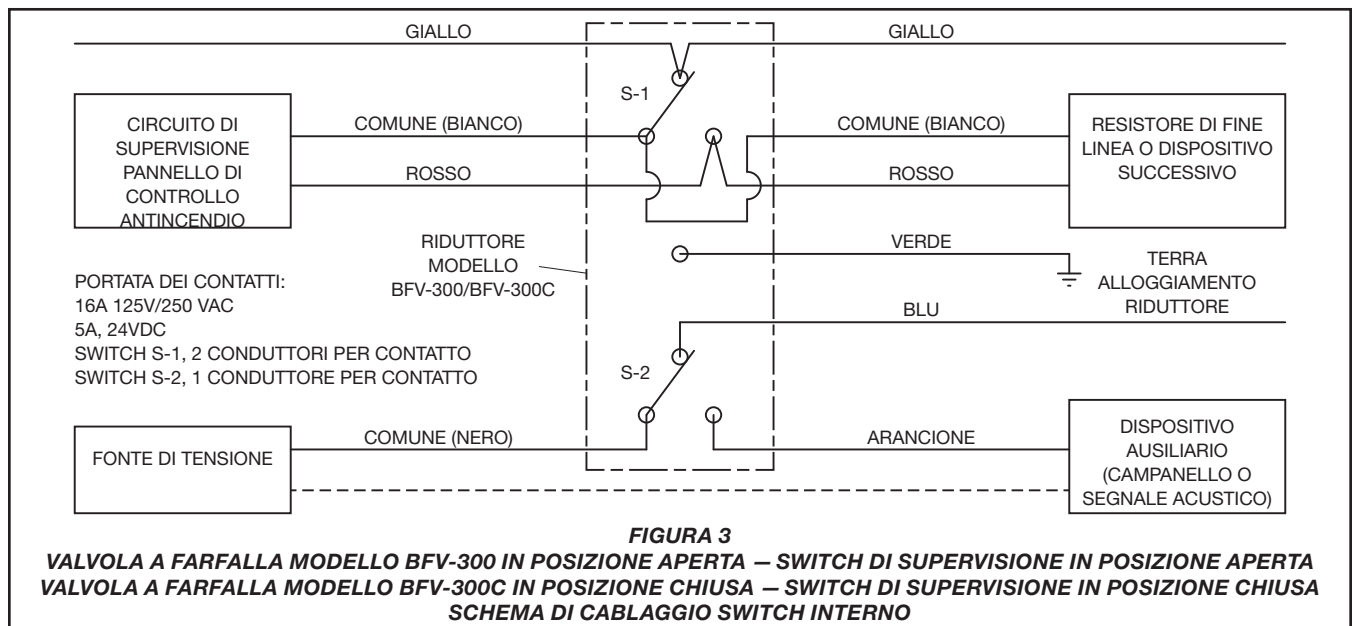 GIALLO
GIALLO
S-1
CIRCUITO DI
SUPERVISIONE
PANNELLO DI
CONTROLLO
ANTINCENDIO
COMUNE (BIANCO)
COMUNE (BIANCO)
RESISTORE DI FINE
LINEA O DISPOSITIVO
SUCCESSIVO
ROSSO
ROSSO
RIDUTTORE
MODELLO
BFV-300/BFV-300C
VERDE
TERRA
ALLOGGIAMENTO
RIDUTTORE
PORTATA DEI CONTATTI:
16A 125V/250 VAC
5A, 24VDC
SWITCH S-1, 2 CONDUTTORI PER CONTATTO
SWITCH S-2, 1 CONDUTTORE PER CONTATTO
BLU
S-2
FONTE DI TENSIONE
COMUNE (NERO)
ARANCIONE
DISPOSITIVO
AUSILIARIO
(CAMPANELLO O
SEGNALE ACUSTICO)
FIGURA 3
VALVOLA A FARFALLA MODELLO BFV-300 IN POSIZIONE APERTA — SWITCH DI SUPERVISIONE IN POSIZIONE APERTA
VALVOLA A FARFALLA MODELLO BFV-300C IN POSIZIONE CHIUSA — SWITCH DI SUPERVISIONE IN POSIZIONE CHIUSA
SCHEMA DI CABLAGGIO SWITCH INTERNO